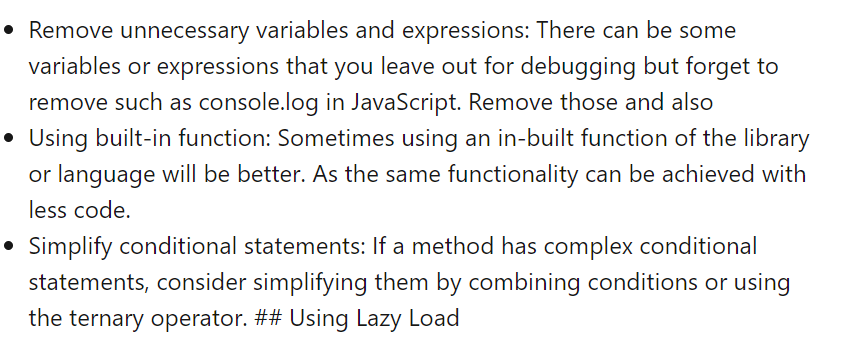 • Remove unnecessary variables and expressions: There can be some
variables or expressions that you leave out for debugging but forget to
remove such as console.log in JavaScript. Remove those and also
• Using built-in function: Sometimes using an in-built function of the library
or language will be better. As the same functionality can be achieved with
less code.
• Simplify conditional statements: If a method has complex conditional
statements, consider simplifying them by combining conditions or using
the ternary operator. ## Using Lazy Load